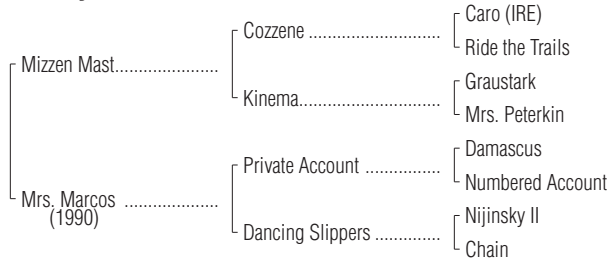 Caro (IRE)
Cozzene ........................
Ride the Trails
Mizzen Mast.....................
Graustark
Kinema..........................
Mrs. Peterkin
Damascus
Private Account .............
Numbered Account
Mrs. Marcos ...................
(1990)
Nijinsky II
Dancing Slippers .............
Chain